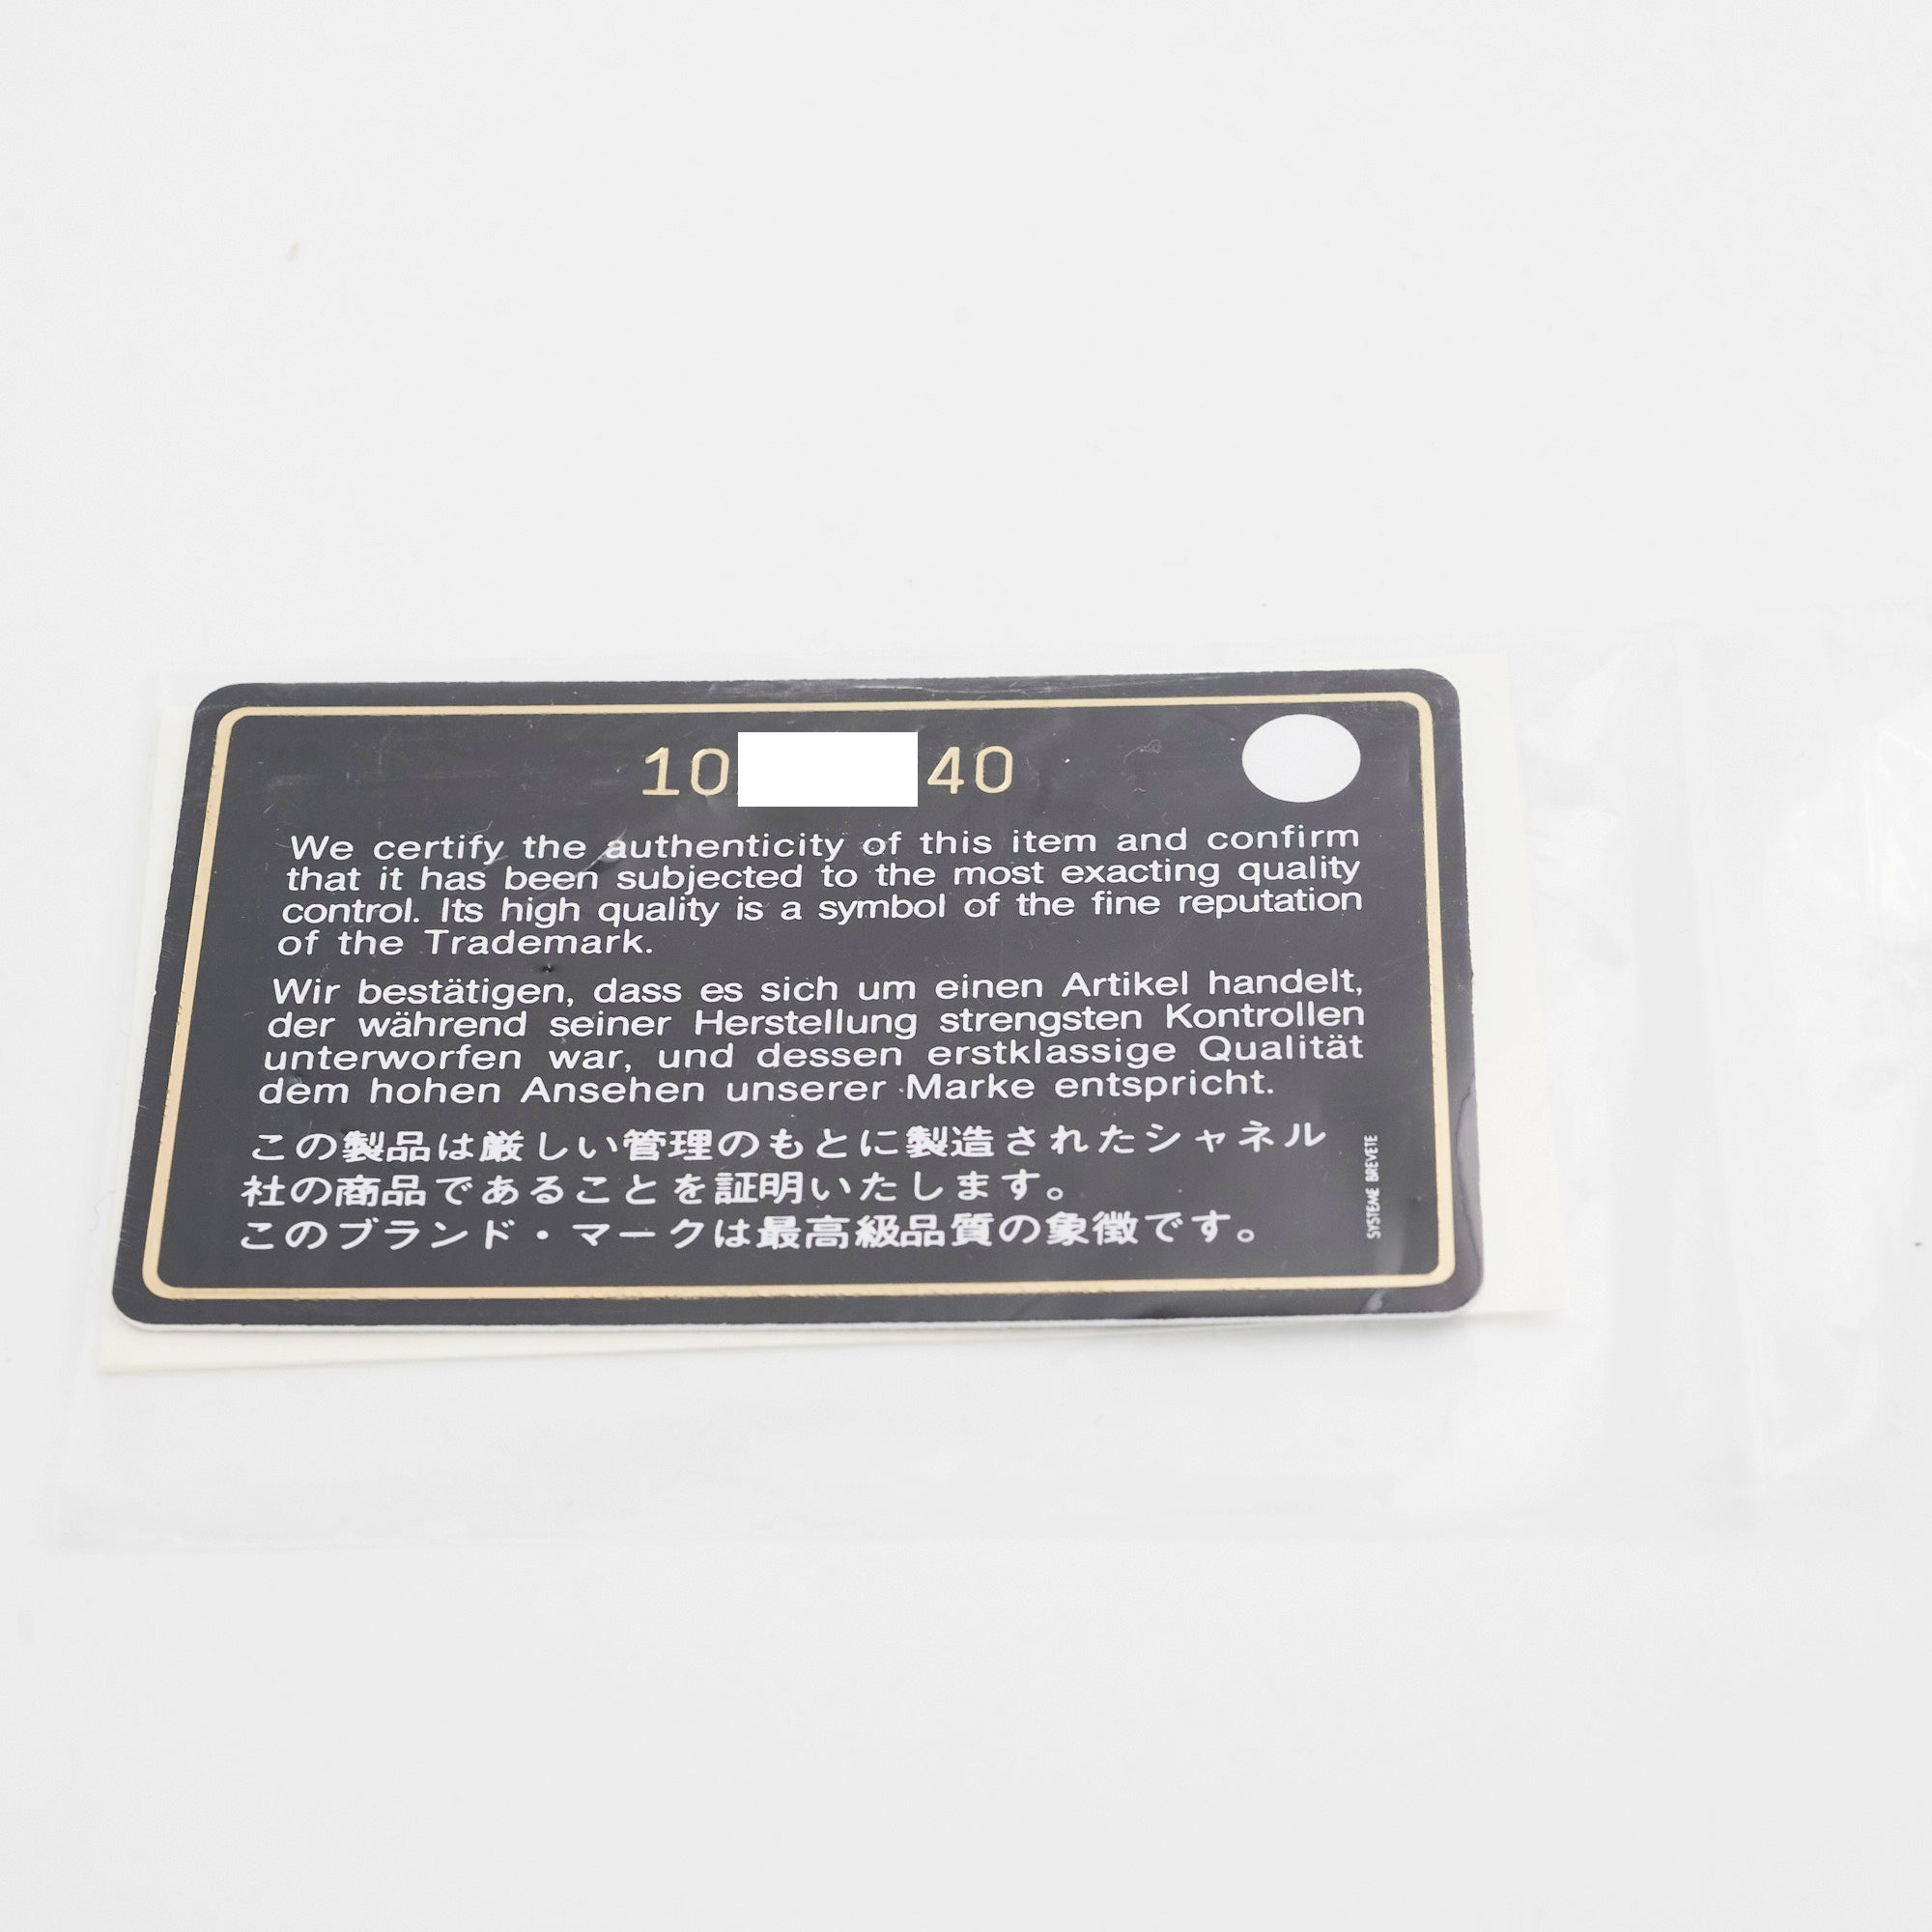 10 40
We certify the authenticity of this item and confirm
that it has been subjected to the most exacting quality
control. Its high quality is a symbol of the fine reputation
of the Trademark.
Wir bestätigen, dass es sich um einen Artikel handelt,
der während seiner Herstellung strengsten Kontrollen
unterworfen war, und dessen erstklassige Qualität
dem hohen Ansehen unserer Marke entspricht.
この製品は厳しい管理のもとに製造されたシャネル
社の商品であることを証明いたします。
このブランド・マークは最高級品質の象徴です。
SYSTEME BREVETE